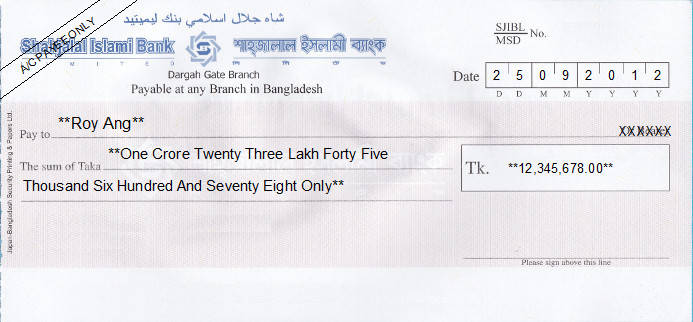 شاه جلال اسلامي بنك ليميتيد
A/C PAYEE ONLY
Shahjalal Islami Bank
LIMITED
শাহ্‌জালাল ইসলামী ব্যাংক
Dargah Gate Branch
Payable at any Branch in Bangladesh
SJIBL
MSD No.
Date 2 5 0 9 2 0 1 2
D D M M Y Y Y Y
Pay to **Roy Ang** XXXXXX
The sum of Taka **One Crore Twenty Three Lakh Forty Five
Thousand Six Hundred And Seventy Eight Only**
Tk. **12,345,678.00**
Please sign above this line
Japan-Bangladesh Security Printing & Papers Ltd.